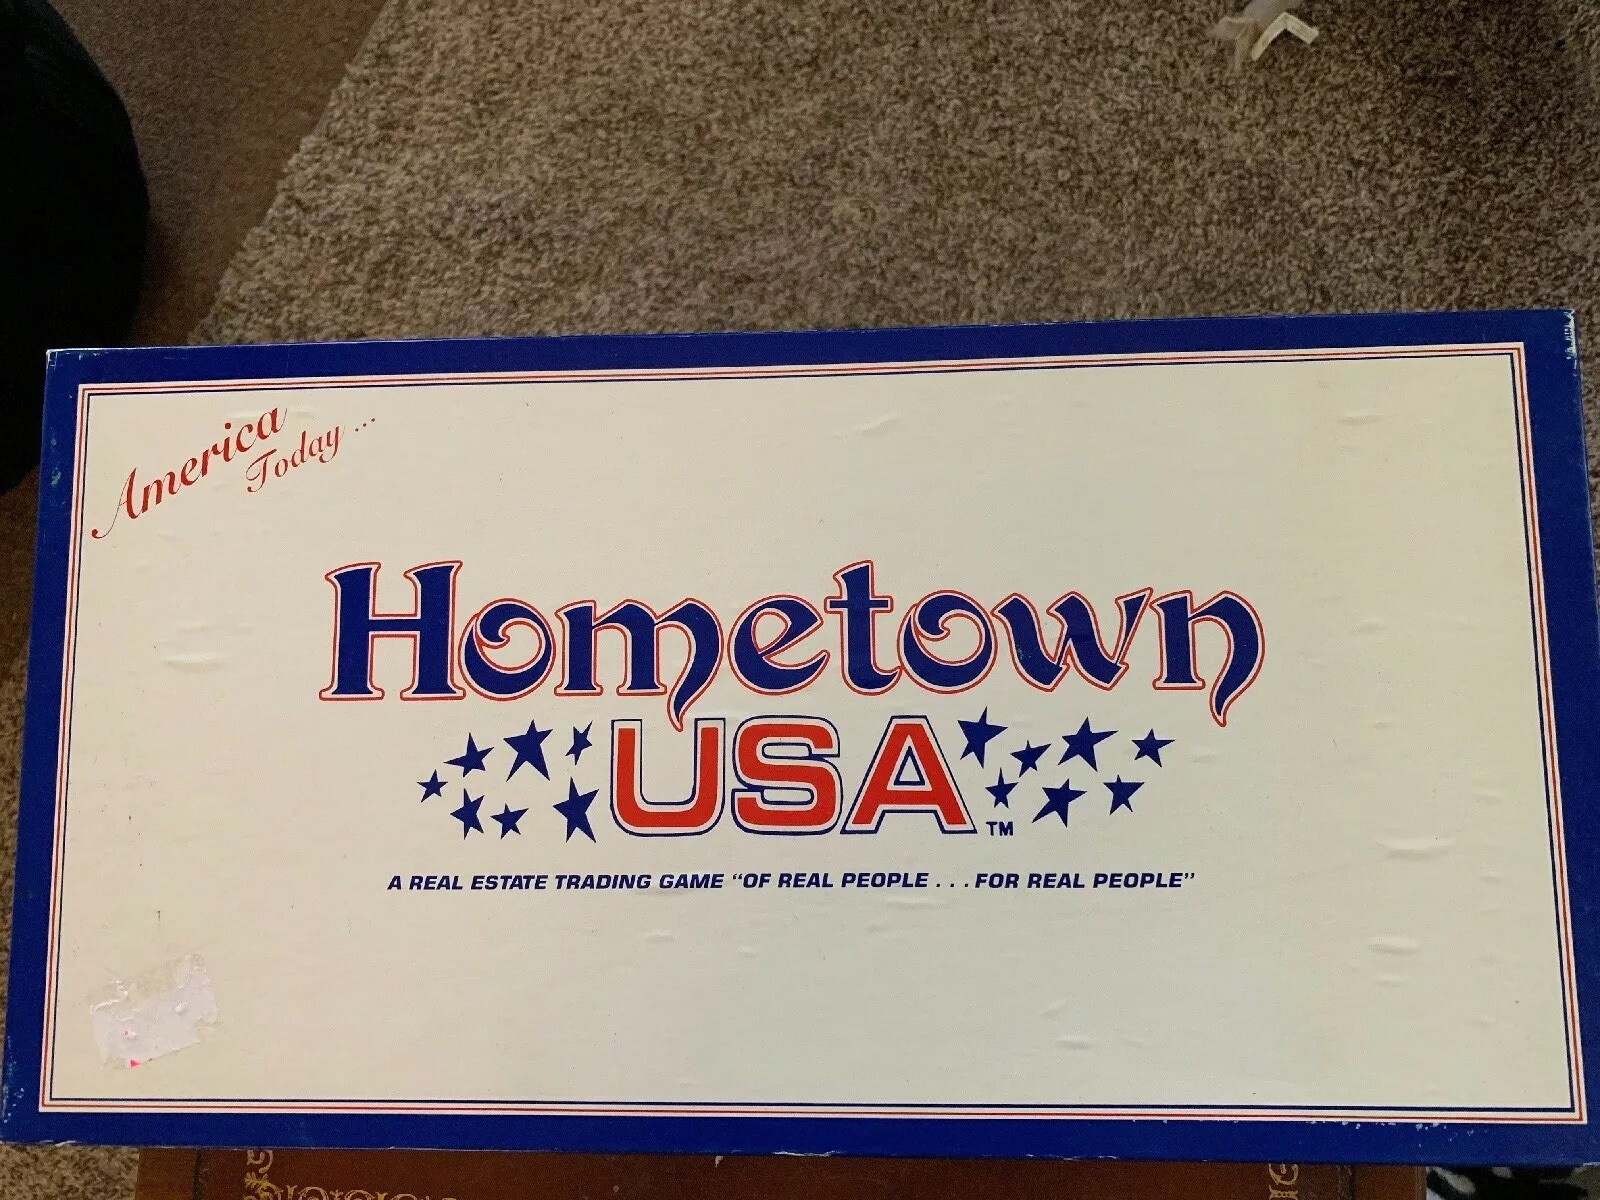 America
Today ...
Hometown
USA ™
A REAL ESTATE TRADING GAME “OF REAL PEOPLE . . . FOR REAL PEOPLE”